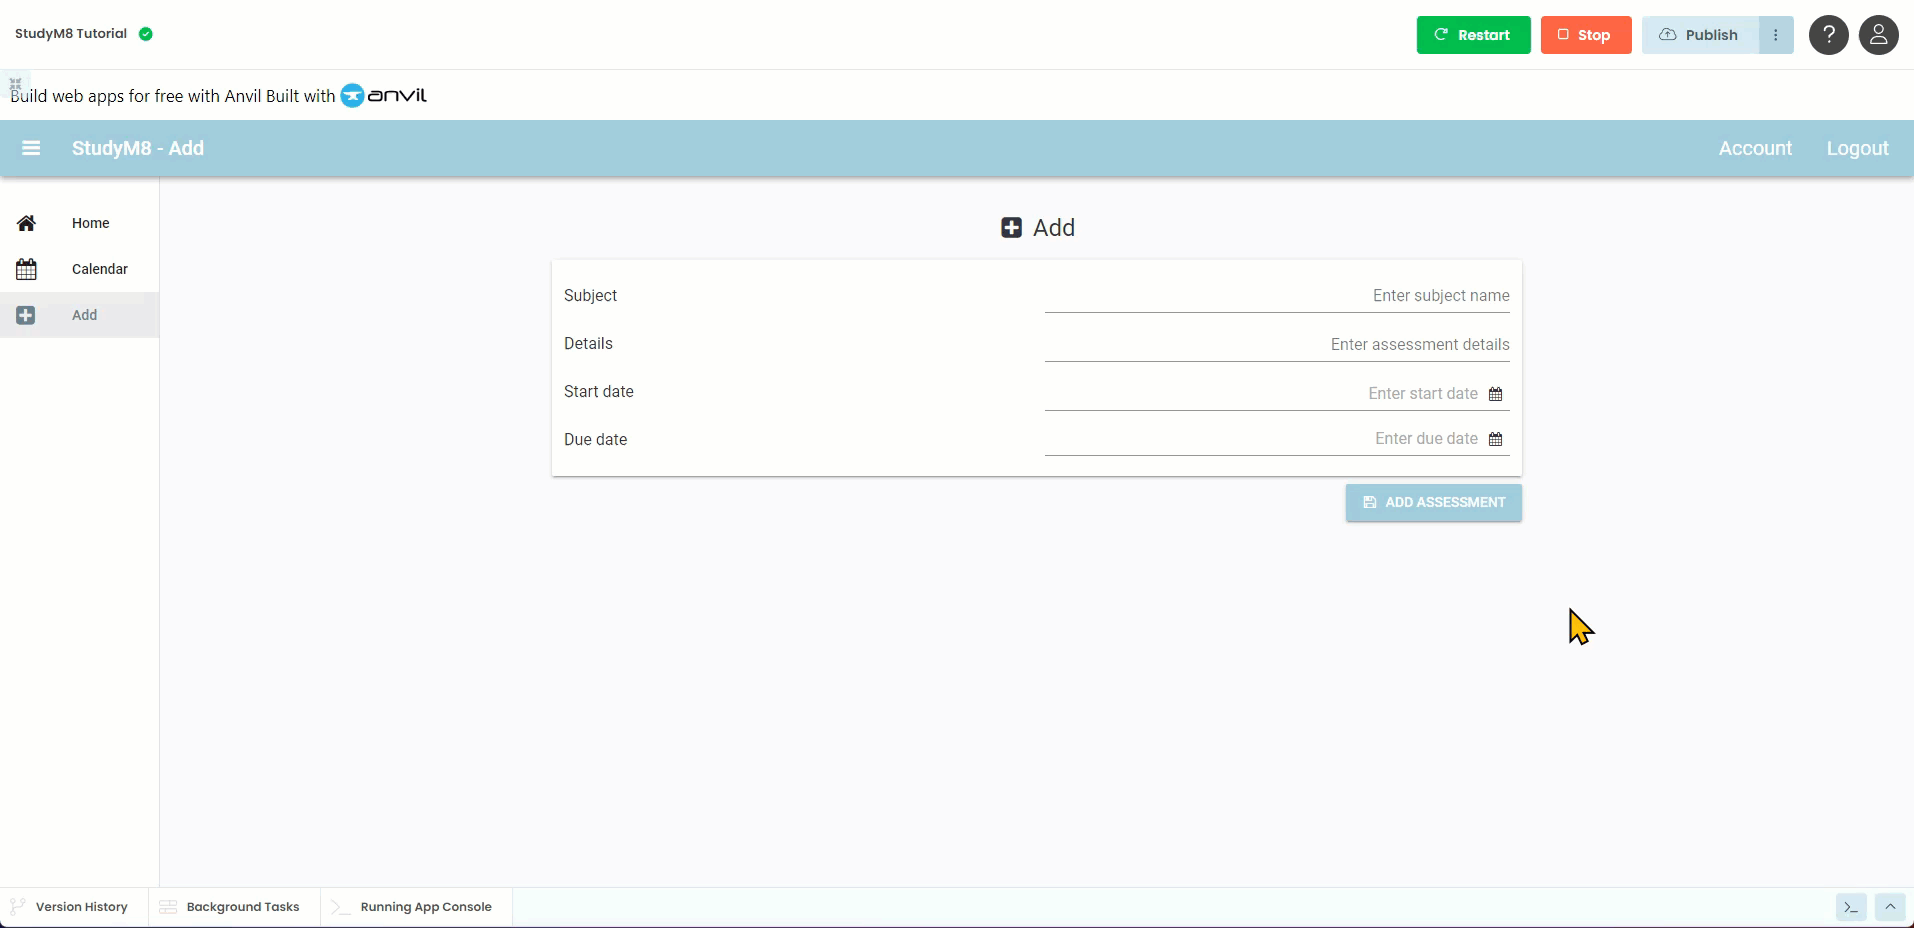 StudyM8 Tutorial
Restart
Stop
Publish
?
Build web apps for free with Anvil Built with anvil
StudyM8 - Add
Account
Logout
Home
Calendar
Add
Add
Subject
Enter subject name
Details
Enter assessment details
Start date
Enter start date
Due date
Enter due date
ADD ASSESSMENT
Version History
Background Tasks
Running App Console